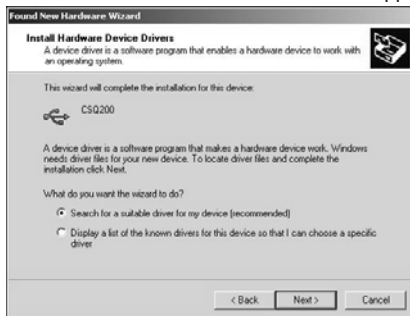 Found New Hardware Wizard
Install Hardware Device Drivers
A device driver is a software program that enables a hardware device to work with
an operating system.
This wizard will complete the installation for this device:
CSQ200
A device driver is a software program that makes a hardware device work. Windows
needs driver files for your new device. To locate driver files and complete the
installation click Next.
What do you want the wizard to do?
Search for a suitable driver for my device (recommended)
Display a list of the known drivers for this device so that I can choose a specific
driver
< Back Next > Cancel